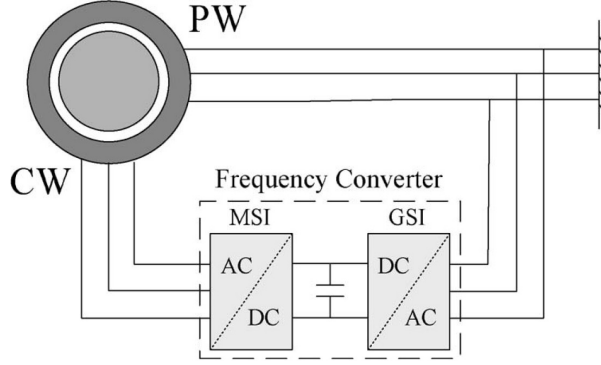 PW
CW
Frequency Converter
MSI
GSI
AC
DC
DC
AC